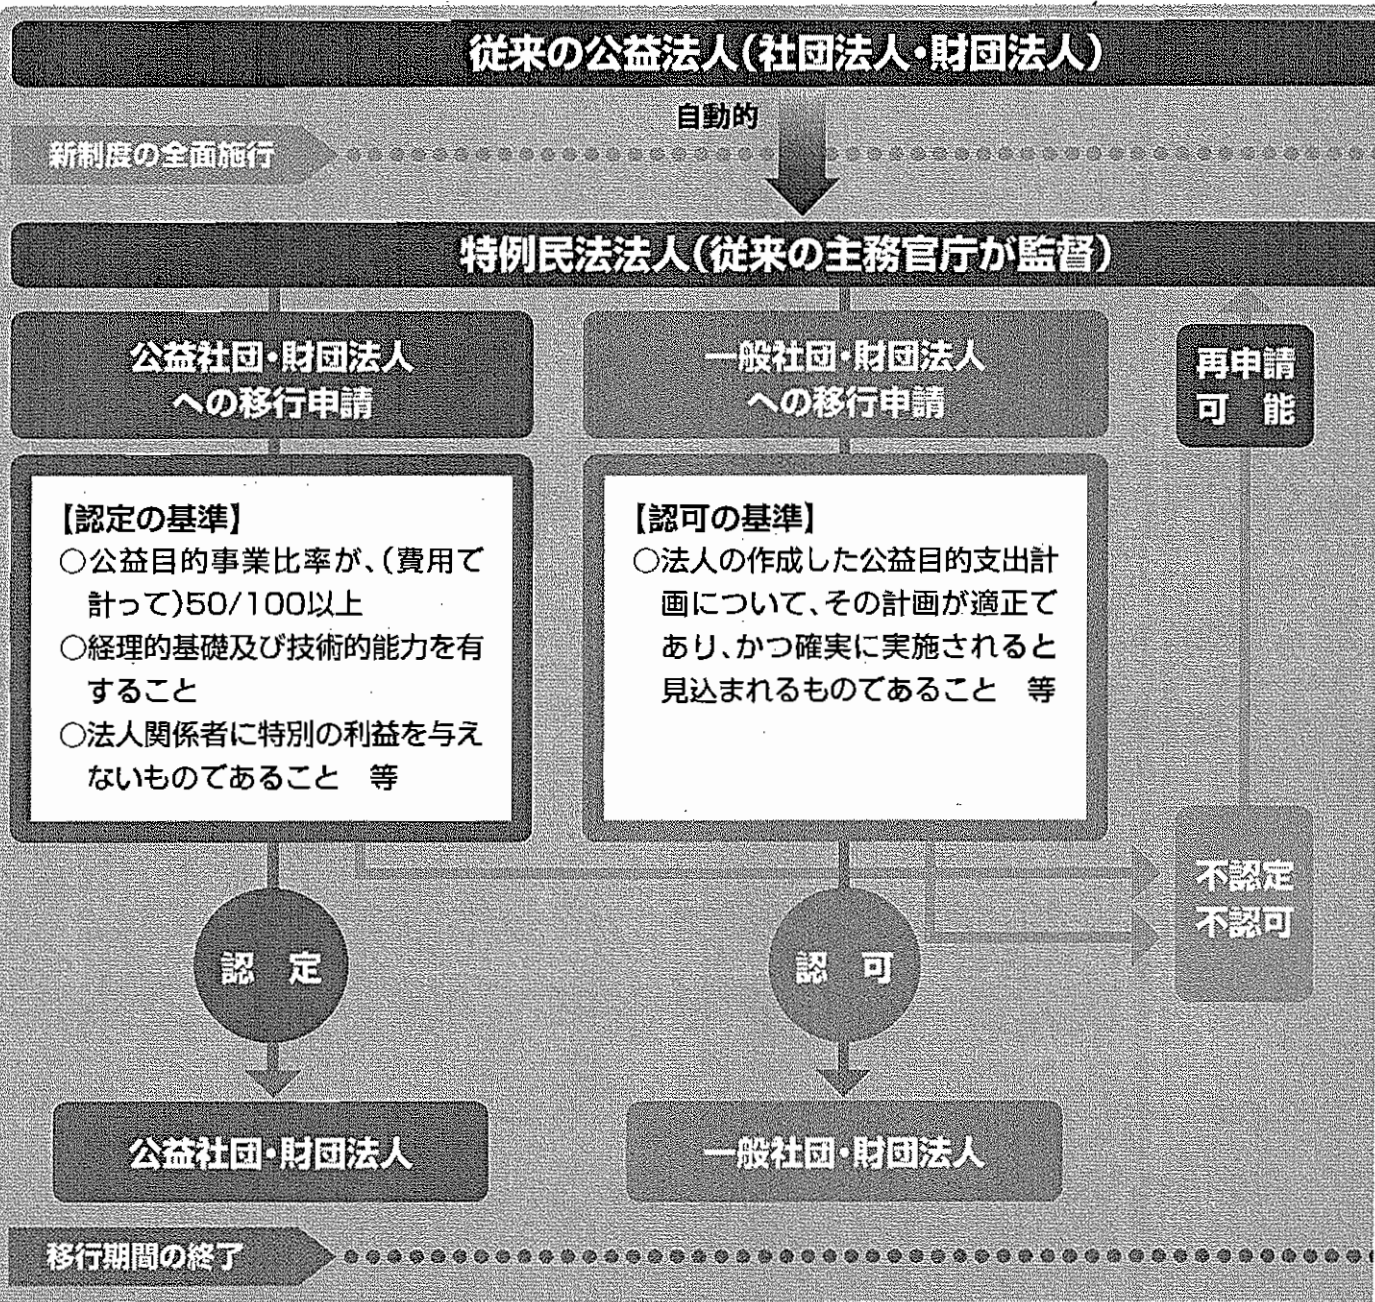 従来の公益法人(社団法人・財団法人)
自動的
新制度の全面施行
特例民法法人(従来の主務官庁が監督)
公益社団・財団法人
への移行申請
一般社団・財団法人
への移行申請
再申請
可 能
【認定の基準】
○公益目的事業比率が、(費用で
計って)50/100以上
○経理的基礎及び技術的能力を有
すること
○法人関係者に特別の利益を与え
ないものであること 等
【認可の基準】
○法人の作成した公益目的支出計
画について、その計画が適正で
あり、かつ確実に実施されると
見込まれるものであること 等
不認定
不認可
認 定
認 可
公益社団・財団法人
一般社団・財団法人
移行期間の終了